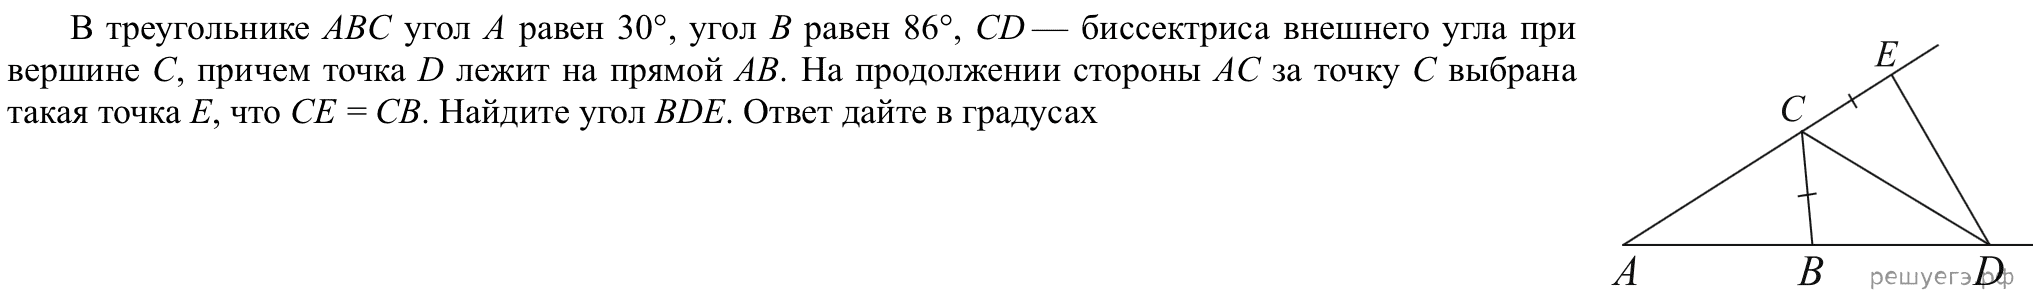 В треугольнике ABC угол A равен 30°, угол B равен 86°, CD — биссектриса внешнего угла при
вершине C, причем точка D лежит на прямой AB. На продолжении стороны AC за точку C выбрана
такая точка E, что CE = CB. Найдите угол BDE. Ответ дайте в градусах
E
C
A
B
D
решуегэ.рф